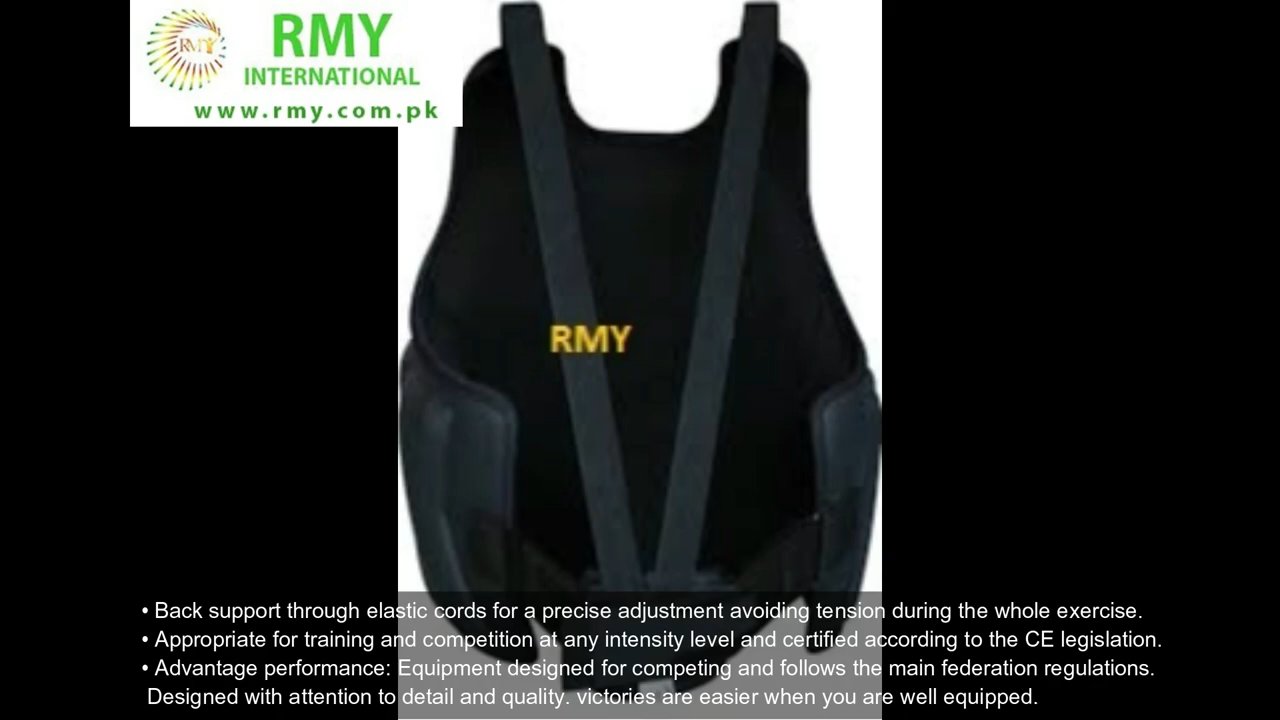 RMY
RMY
INTERNATIONAL
www.rmy.com.pk
RMY
• Back support through elastic cords for a precise adjustment avoiding tension during the whole exercise.
• Appropriate for training and competition at any intensity level and certified according to the CE legislation.
• Advantage performance: Equipment designed for competing and follows the main federation regulations.
Designed with attention to detail and quality. victories are easier when you are well equipped.